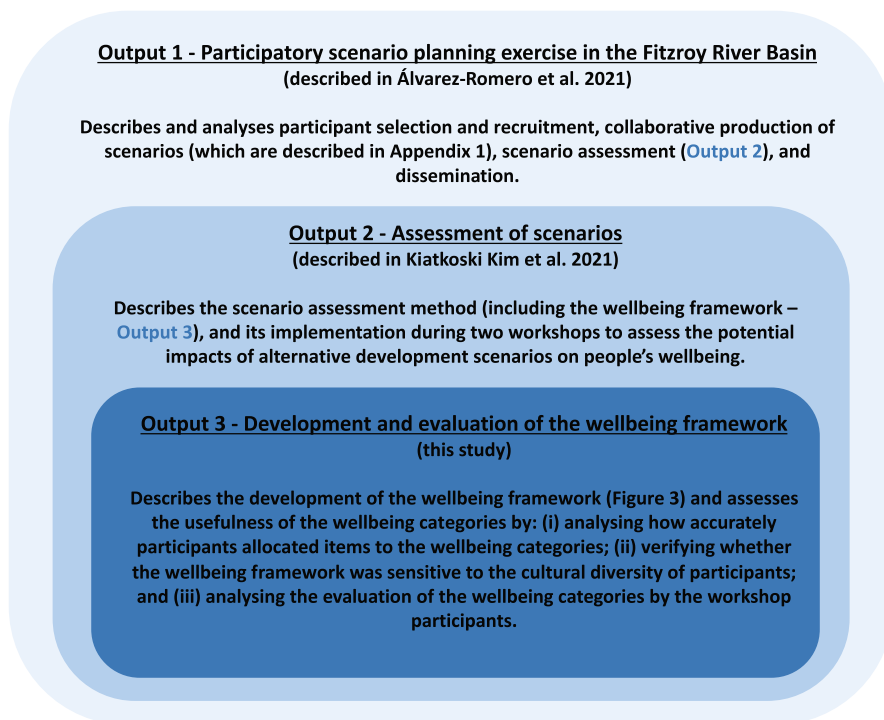 Output 1 - Participatory scenario planning exercise in the Fitzroy River Basin
(described in Álvarez-Romero et al. 2021)
Describes and analyses participant selection and recruitment, collaborative production of
scenarios (which are described in Appendix 1), scenario assessment (Output 2), and
dissemination.
Output 2 - Assessment of scenarios
(described in Kiatkoski Kim et al. 2021)
Describes the scenario assessment method (including the wellbeing framework –
Output 3), and its implementation during two workshops to assess the potential
impacts of alternative development scenarios on people’s wellbeing.
Output 3 - Development and evaluation of the wellbeing framework
(this study)
Describes the development of the wellbeing framework (Figure 3) and assesses
the usefulness of the wellbeing categories by: (i) analysing how accurately
participants allocated items to the wellbeing categories; (ii) verifying whether
the wellbeing framework was sensitive to the cultural diversity of participants;
and (iii) analysing the evaluation of the wellbeing categories by the workshop
participants.